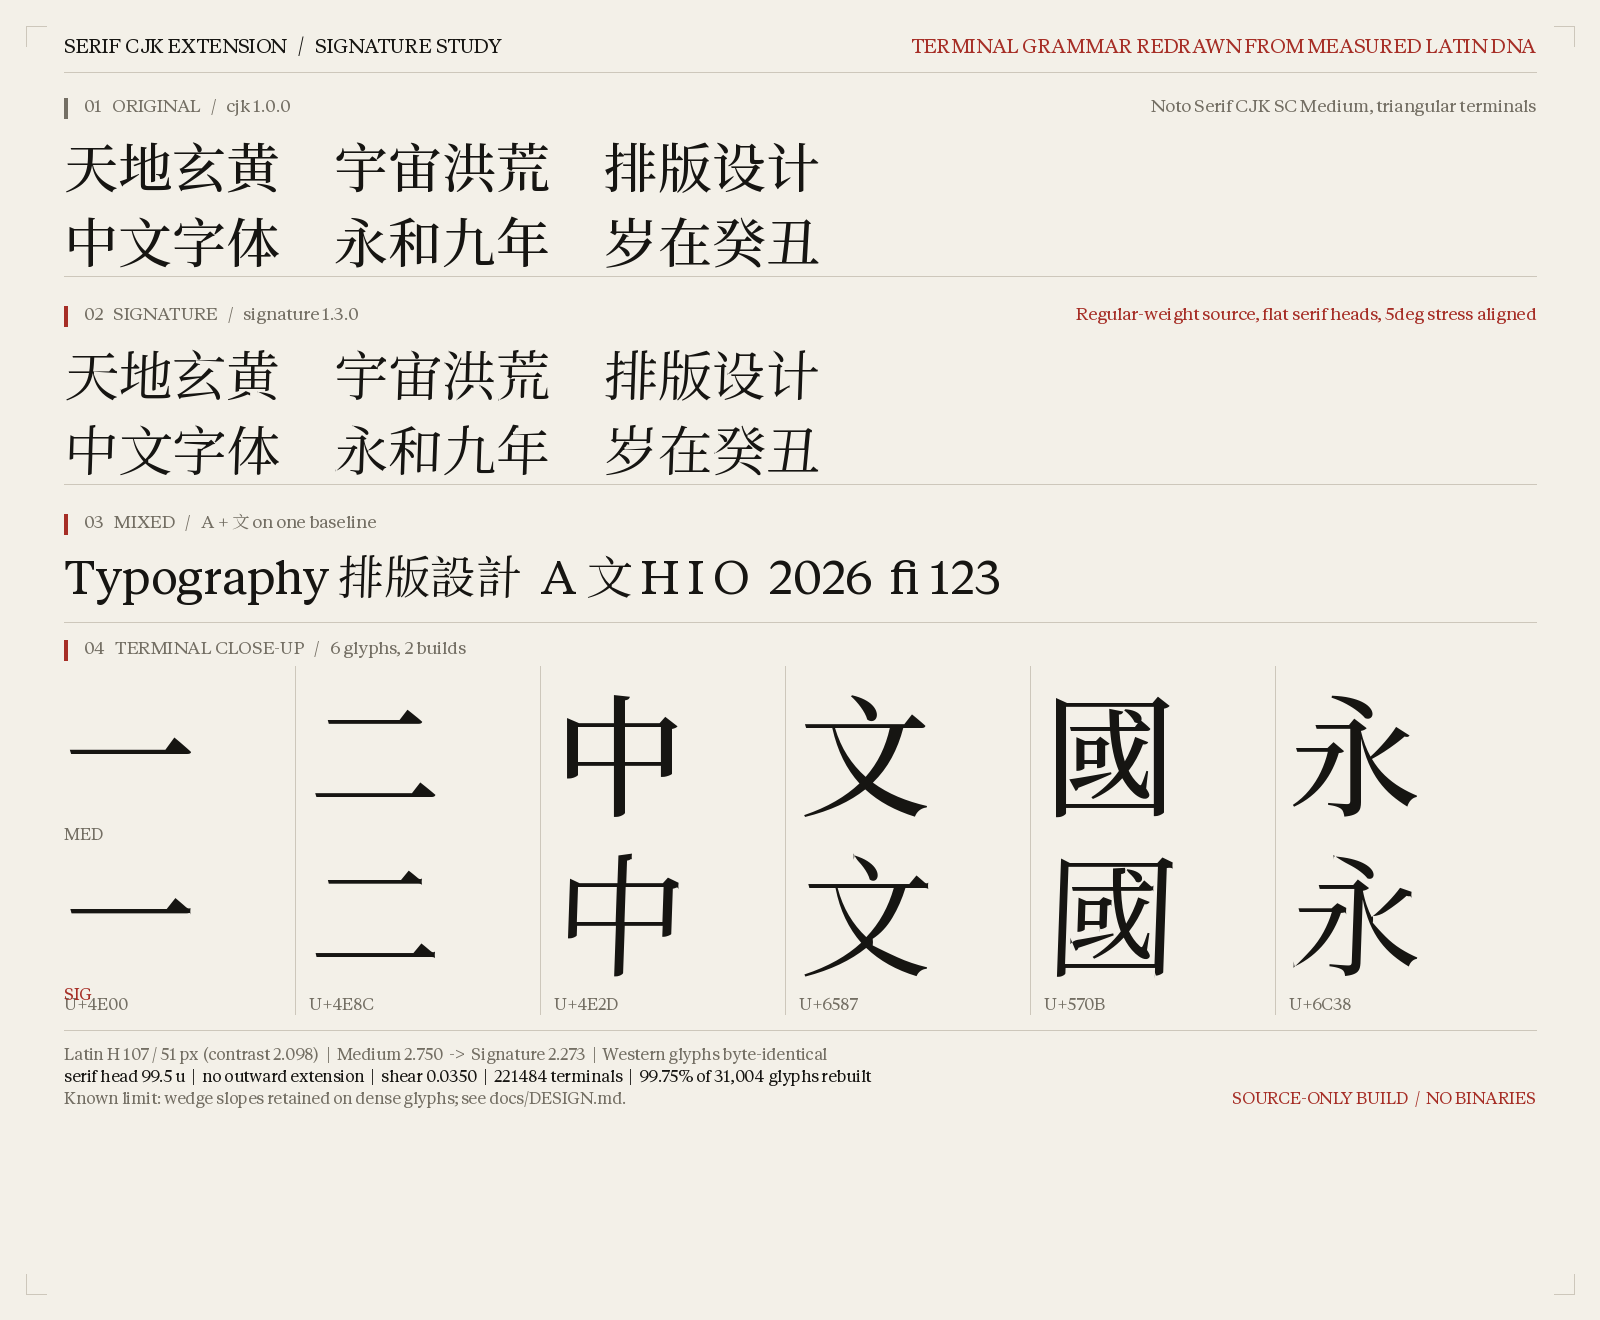 SERIF CJK EXTENSION / SIGNATURE STUDY
TERMINAL GRAMMAR REDRAWN FROM MEASURED LATIN DNA
01 ORIGINAL / cjk 1.0.0
Noto Serif CJK SC Medium, triangular terminals
天地玄黄 宇宙洪荒 排版设计
中文字体 永和九年 岁在癸丑
02 SIGNATURE / signature 1.3.0
Regular-weight source, flat serif heads, 5deg stress aligned
天地玄黄 宇宙洪荒 排版设计
中文字体 永和九年 岁在癸丑
03 MIXED / A + 文 on one baseline
Typography 排版設計 A 文 H I O 2026 fi 123
04 TERMINAL CLOSE-UP / 6 glyphs, 2 builds
一 二 中 文 國 永
MED
一 二 中 文 國 永
SIG
U+4E00 U+4E8C U+4E2D U+6587 U+570B U+6C38
Latin H 107 / 51 px (contrast 2.098) | Medium 2.750 -> Signature 2.273 | Western glyphs byte-identical
serif head 99.5 u | no outward extension | shear 0.0350 | 221484 terminals | 99.75% of 31,004 glyphs rebuilt
Known limit: wedge slopes retained on dense glyphs; see docs/DESIGN.md.
SOURCE-ONLY BUILD / NO BINARIES